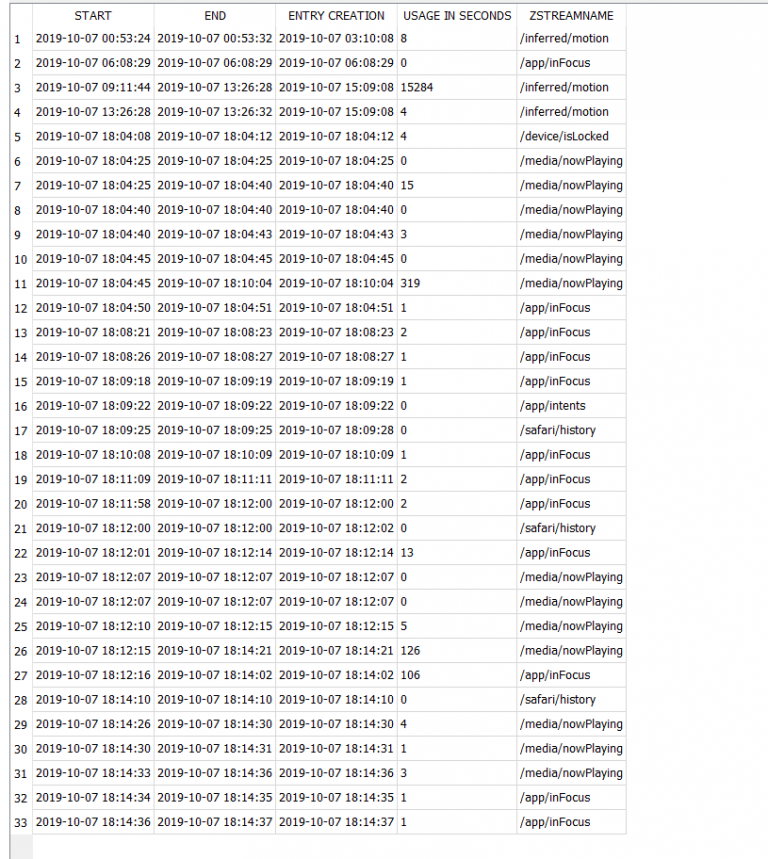 START END ENTRY CREATION USAGE IN SECONDS ZSTREAMNAME
1 2019-10-07 00:53:24 2019-10-07 00:53:32 2019-10-07 03:10:08 8 /inferred/motion
2 2019-10-07 06:08:29 2019-10-07 06:08:29 2019-10-07 06:08:29 0 /app/inFocus
3 2019-10-07 09:11:44 2019-10-07 13:26:28 2019-10-07 15:09:08 15284 /inferred/motion
4 2019-10-07 13:26:28 2019-10-07 13:26:32 2019-10-07 15:09:08 4 /inferred/motion
5 2019-10-07 18:04:08 2019-10-07 18:04:12 2019-10-07 18:04:12 4 /device/isLocked
6 2019-10-07 18:04:25 2019-10-07 18:04:25 2019-10-07 18:04:25 0 /media/nowPlaying
7 2019-10-07 18:04:25 2019-10-07 18:04:40 2019-10-07 18:04:40 15 /media/nowPlaying
8 2019-10-07 18:04:40 2019-10-07 18:04:40 2019-10-07 18:04:40 0 /media/nowPlaying
9 2019-10-07 18:04:40 2019-10-07 18:04:43 2019-10-07 18:04:43 3 /media/nowPlaying
10 2019-10-07 18:04:45 2019-10-07 18:04:45 2019-10-07 18:04:45 0 /media/nowPlaying
11 2019-10-07 18:04:45 2019-10-07 18:10:04 2019-10-07 18:10:04 319 /media/nowPlaying
12 2019-10-07 18:04:50 2019-10-07 18:04:51 2019-10-07 18:04:51 1 /app/inFocus
13 2019-10-07 18:08:21 2019-10-07 18:08:23 2019-10-07 18:08:23 2 /app/inFocus
14 2019-10-07 18:08:26 2019-10-07 18:08:27 2019-10-07 18:08:27 1 /app/inFocus
15 2019-10-07 18:09:18 2019-10-07 18:09:19 2019-10-07 18:09:19 1 /app/inFocus
16 2019-10-07 18:09:22 2019-10-07 18:09:22 2019-10-07 18:09:22 0 /app/intents
17 2019-10-07 18:09:25 2019-10-07 18:09:25 2019-10-07 18:09:28 0 /safari/history
18 2019-10-07 18:10:08 2019-10-07 18:10:09 2019-10-07 18:10:09 1 /app/inFocus
19 2019-10-07 18:11:09 2019-10-07 18:11:11 2019-10-07 18:11:11 2 /app/inFocus
20 2019-10-07 18:11:58 2019-10-07 18:12:00 2019-10-07 18:12:00 2 /app/inFocus
21 2019-10-07 18:12:00 2019-10-07 18:12:00 2019-10-07 18:12:02 0 /safari/history
22 2019-10-07 18:12:01 2019-10-07 18:12:14 2019-10-07 18:12:14 13 /app/inFocus
23 2019-10-07 18:12:07 2019-10-07 18:12:07 2019-10-07 18:12:07 0 /media/nowPlaying
24 2019-10-07 18:12:07 2019-10-07 18:12:07 2019-10-07 18:12:07 0 /media/nowPlaying
25 2019-10-07 18:12:10 2019-10-07 18:12:15 2019-10-07 18:12:15 5 /media/nowPlaying
26 2019-10-07 18:12:15 2019-10-07 18:14:21 2019-10-07 18:14:21 126 /media/nowPlaying
27 2019-10-07 18:12:16 2019-10-07 18:14:02 2019-10-07 18:14:02 106 /app/inFocus
28 2019-10-07 18:14:10 2019-10-07 18:14:10 2019-10-07 18:14:10 0 /safari/history
29 2019-10-07 18:14:26 2019-10-07 18:14:30 2019-10-07 18:14:30 4 /media/nowPlaying
30 2019-10-07 18:14:30 2019-10-07 18:14:31 2019-10-07 18:14:31 1 /media/nowPlaying
31 2019-10-07 18:14:33 2019-10-07 18:14:36 2019-10-07 18:14:36 3 /media/nowPlaying
32 2019-10-07 18:14:34 2019-10-07 18:14:35 2019-10-07 18:14:35 1 /app/inFocus
33 2019-10-07 18:14:36 2019-10-07 18:14:37 2019-10-07 18:14:37 1 /app/inFocus